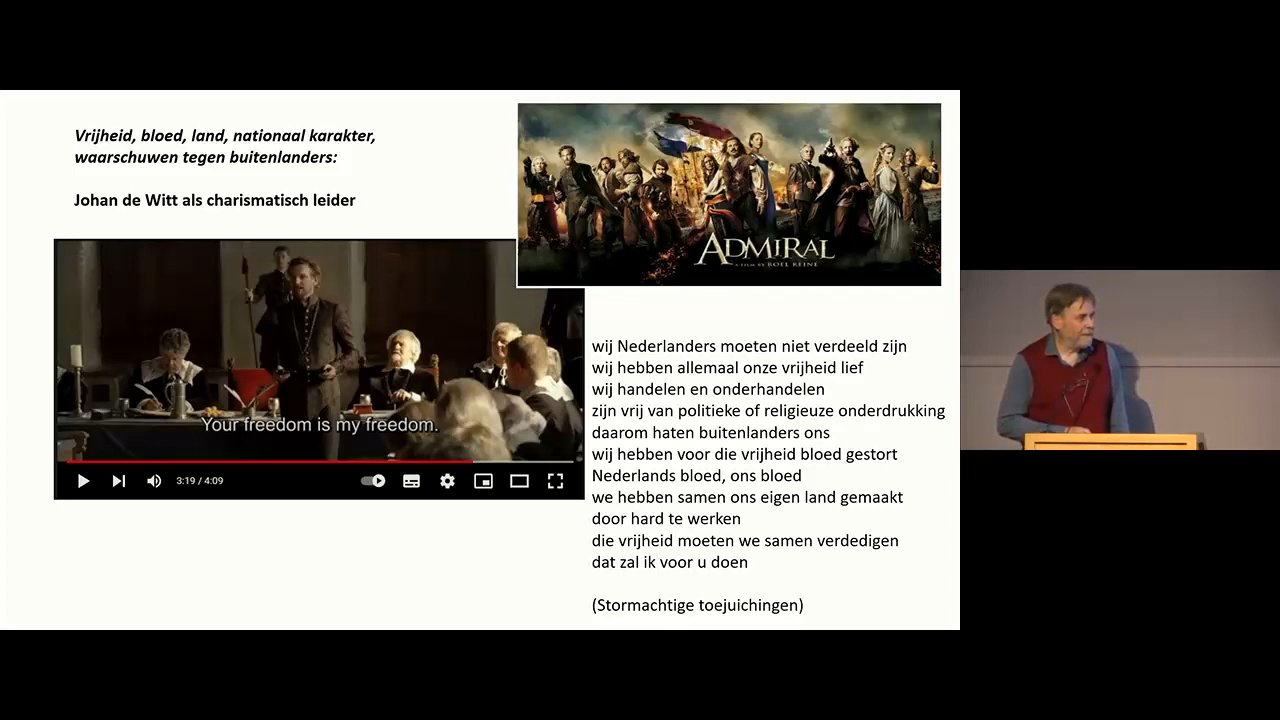 Vrijheid, bloed, land, nationaal karakter,
waarschuwen tegen buitenlanders:
Johan de Witt als charismatisch leider
ADMIRAL
A FILM BY ROEL REINÉ
Your freedom is my freedom.
3:19 / 4:09
wij Nederlanders moeten niet verdeeld zijn
wij hebben allemaal onze vrijheid lief
wij handelen en onderhandelen
zijn vrij van politieke of religieuze onderdrukking
daarom haten buitenlanders ons
wij hebben voor die vrijheid bloed gestort
Nederlands bloed, ons bloed
we hebben samen ons eigen land gemaakt
door hard te werken
die vrijheid moeten we samen verdedigen
dat zal ik voor u doen
(Stormachtige toejuichingen)